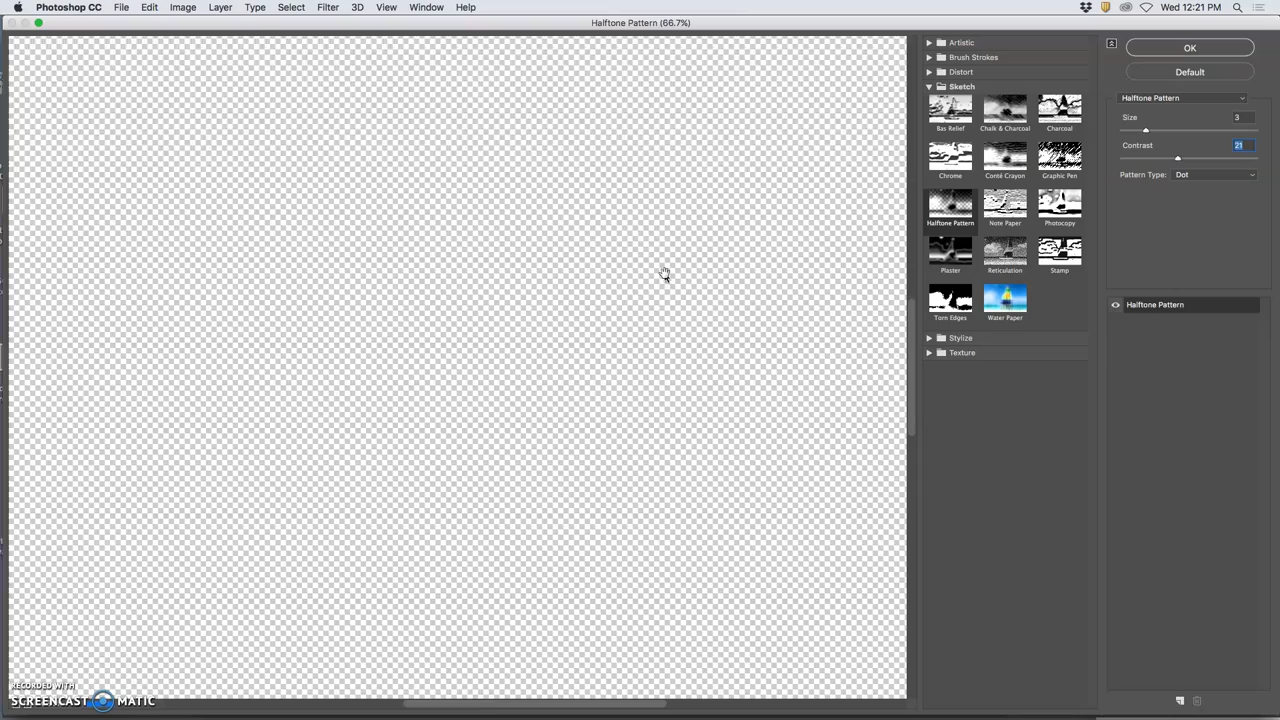 Photoshop CC File Edit Image Layer Type Select Filter 3D View Window Help Wed 12:21 PM
Halftone Pattern (66.7%)
Artistic
Brush Strokes
Distort
Sketch
Bas Relief Chalk & Charcoal Charcoal
Chrome Conté Crayon Graphic Pen
Halftone Pattern Note Paper Photocopy
Plaster Reticulation Stamp
Torn Edges Water Paper
Stylize
Texture
OK
Default
Halftone Pattern
Size 3
Contrast 21
Pattern Type: Dot
Halftone Pattern
RECORDED WITH
SCREENCAST MATIC